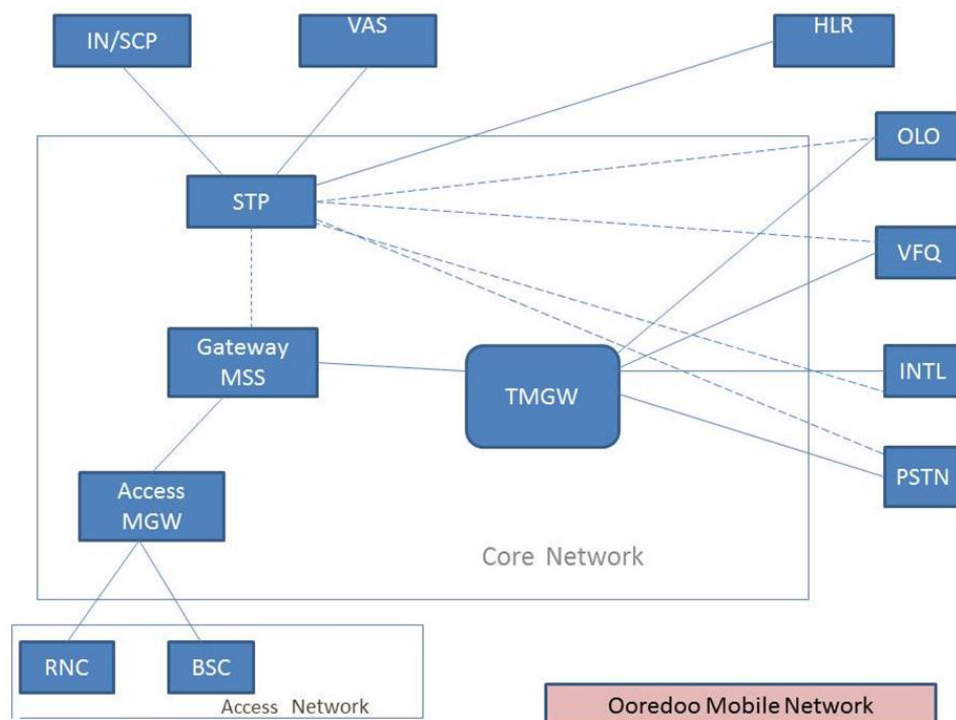 IN/SCP
VAS
HLR
OLO
STP
VFQ
Gateway
MSS
TMGW
INTL
Access
MGW
PSTN
Core Network
RNC
BSC
Access Network
Ooredoo Mobile Network